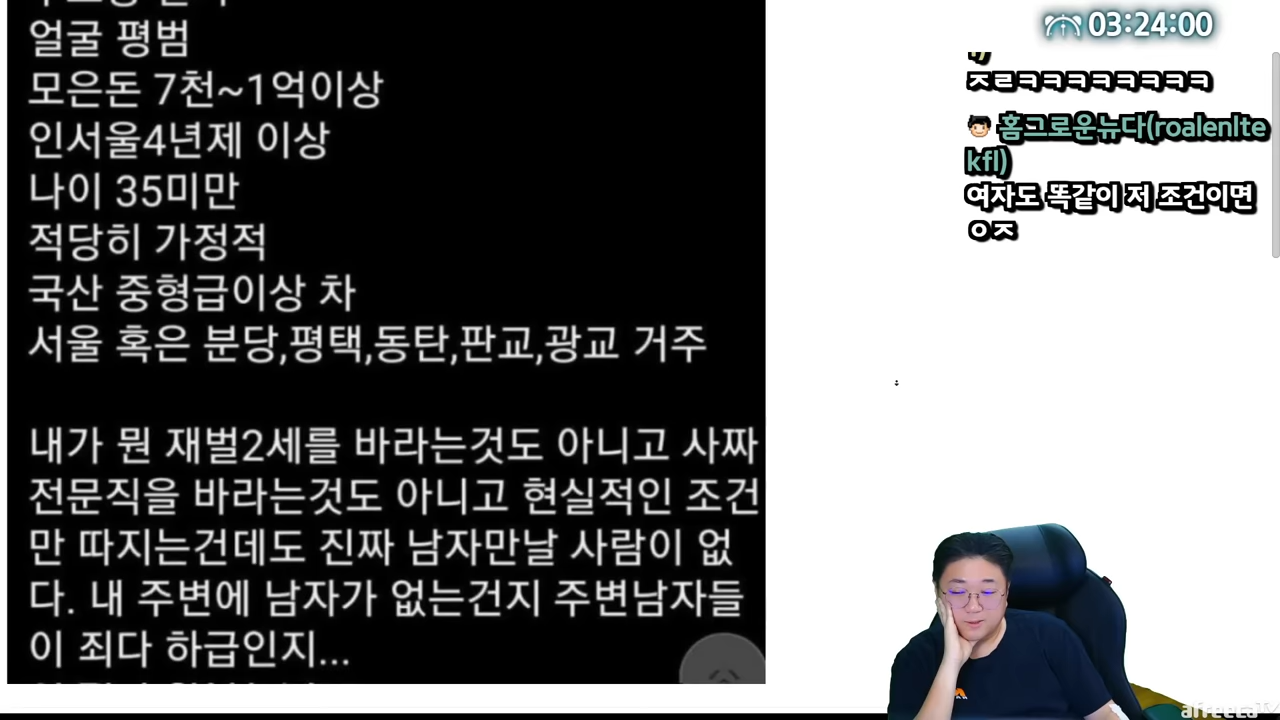 얼굴 평범
모은돈 7천~1억이상
인서울4년제 이상
나이 35미만
적당히 가정적
국산 중형급이상 차
서울 혹은 분당,평택,동탄,판교,광교 거주
내가 뭔 재벌2세를 바라는것도 아니고 사짜
전문직을 바라는것도 아니고 현실적인 조건
만 따지는건데도 진짜 남자만날 사람이 없
다. 내 주변에 남자가 없는건지 주변남자들
이 죄다 하급인지...
03:24:00
ㅈㄹㅋㅋㅋㅋㅋㅋㅋㅋ
홈그로운뉴다(roalenlte
kfl)
여자도 똑같이 저 조건이면
ㅇㅈ
afreecaTV